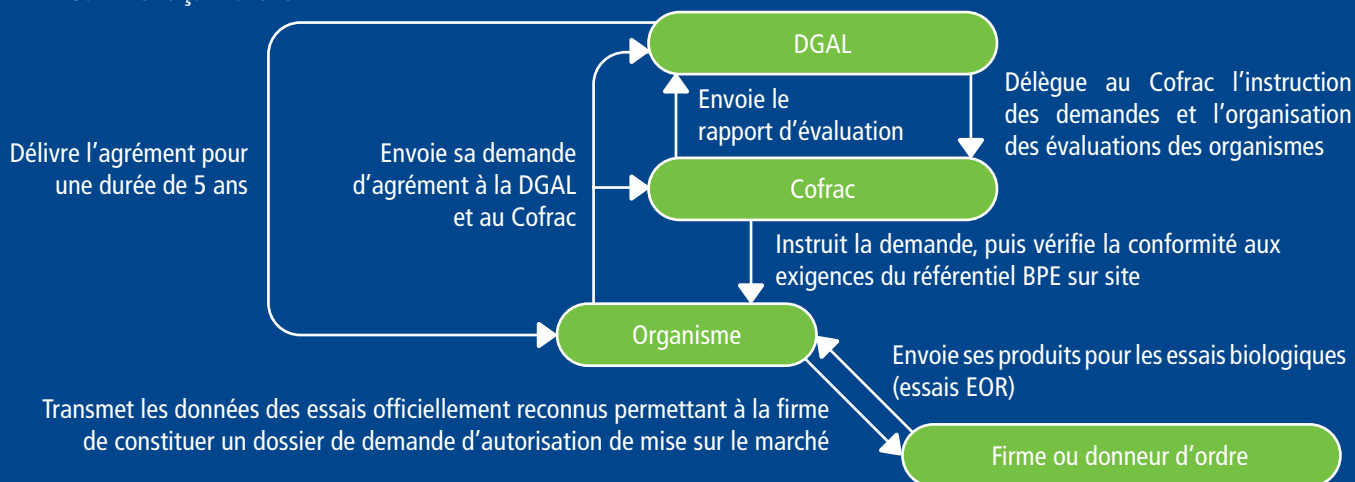 DGAL
Envoie le
rapport d’évaluation
Délègue au Cofrac l’instruction
des demandes et l’organisation
des évaluations des organismes
Délivre l’agrément pour
une durée de 5 ans
Envoie sa demande
d’agrément à la DGAL
et au Cofrac
Cofrac
Instruit la demande, puis vérifie la conformité aux
exigences du référentiel BPE sur site
Organisme
Envoie ses produits pour les essais biologiques
(essais EOR)
Transmet les données des essais officiellement reconnus permettant à la firme
de constituer un dossier de demande d’autorisation de mise sur le marché
Firme ou donneur d’ordre